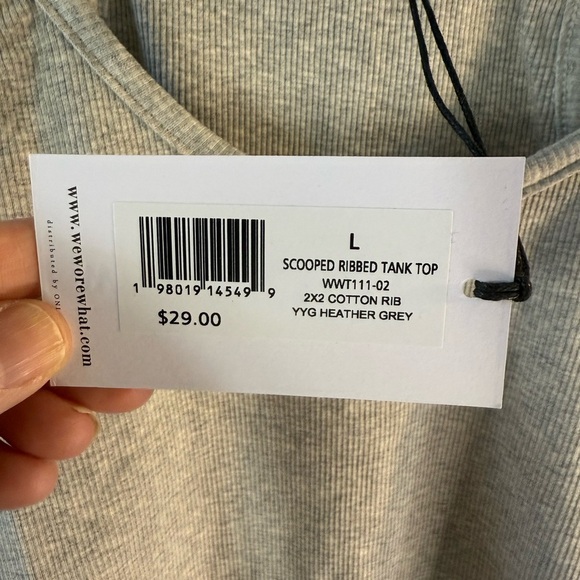 www.weworewhat.com
distributed by
L
SCOOPED RIBBED TANK TOP
WWT111-02
2X2 COTTON RIB
YYG HEATHER GREY
1 98019 14549 9
$29.00